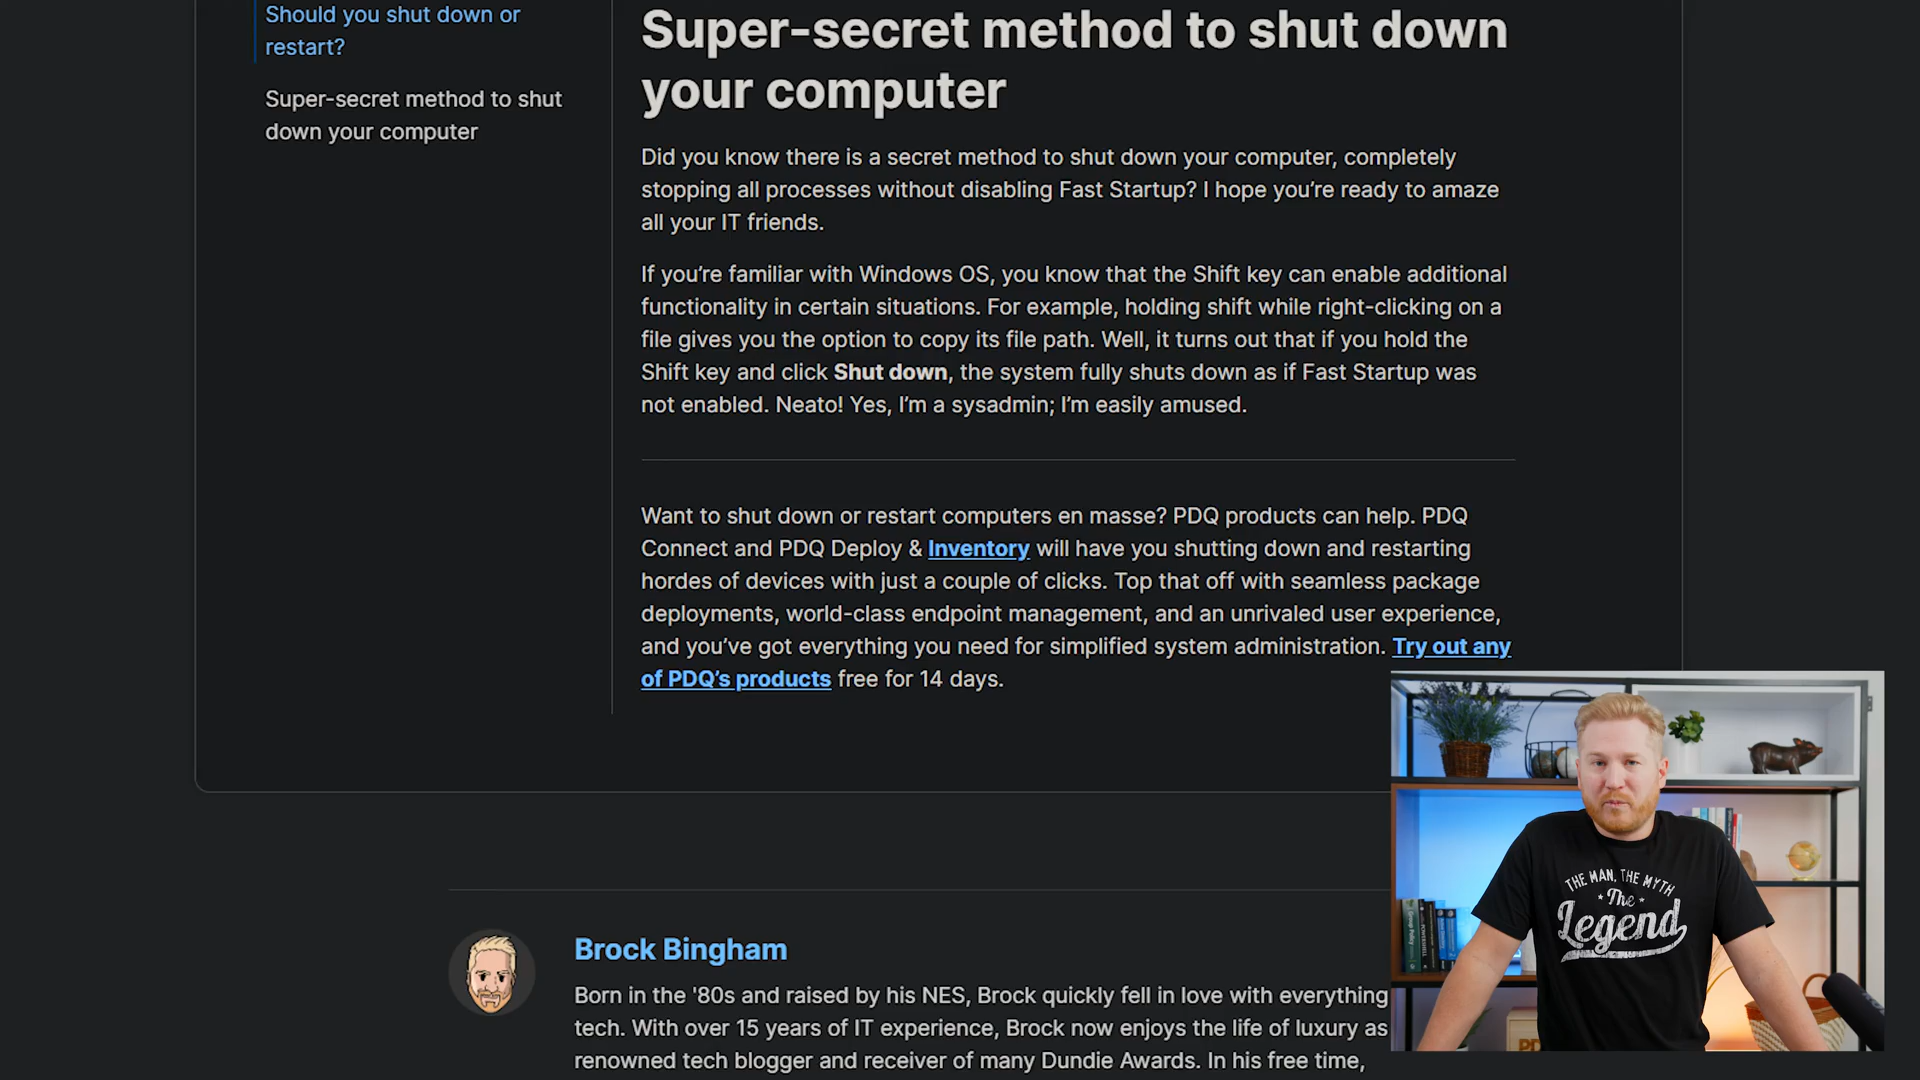 Should you shut down or
restart?
Super-secret method to shut
down your computer
Super-secret method to shut down
your computer
Did you know there is a secret method to shut down your computer, completely
stopping all processes without disabling Fast Startup? I hope you’re ready to amaze
all your IT friends.
If you’re familiar with Windows OS, you know that the Shift key can enable additional
functionality in certain situations. For example, holding shift while right-clicking on a
file gives you the option to copy its file path. Well, it turns out that if you hold the
Shift key and click Shut down, the system fully shuts down as if Fast Startup was
not enabled. Neato! Yes, I’m a sysadmin; I’m easily amused.
Want to shut down or restart computers en masse? PDQ products can help. PDQ
Connect and PDQ Deploy & Inventory will have you shutting down and restarting
hordes of devices with just a couple of clicks. Top that off with seamless package
deployments, world-class endpoint management, and an unrivaled user experience,
and you’ve got everything you need for simplified system administration. Try out any
of PDQ’s products free for 14 days.
Brock Bingham
Born in the '80s and raised by his NES, Brock quickly fell in love with everything
tech. With over 15 years of IT experience, Brock now enjoys the life of luxury as
renowned tech blogger and receiver of many Dundie Awards. In his free time,
THE MAN, THE MYTH
The
Legend